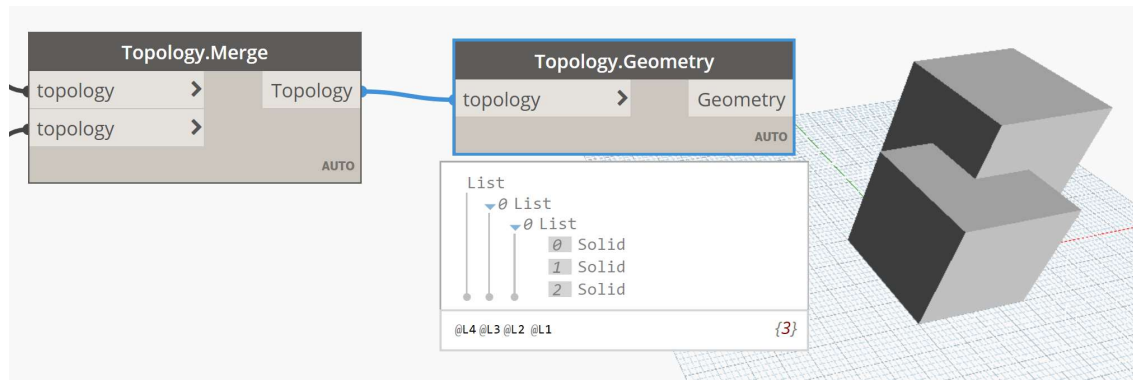 Topology.Merge
topology > Topology
topology >
AUTO
Topology.Geometry
topology > Geometry
AUTO
List
0 List
0 List
0 Solid
1 Solid
2 Solid
@L4 @L3 @L2 @L1 {3}